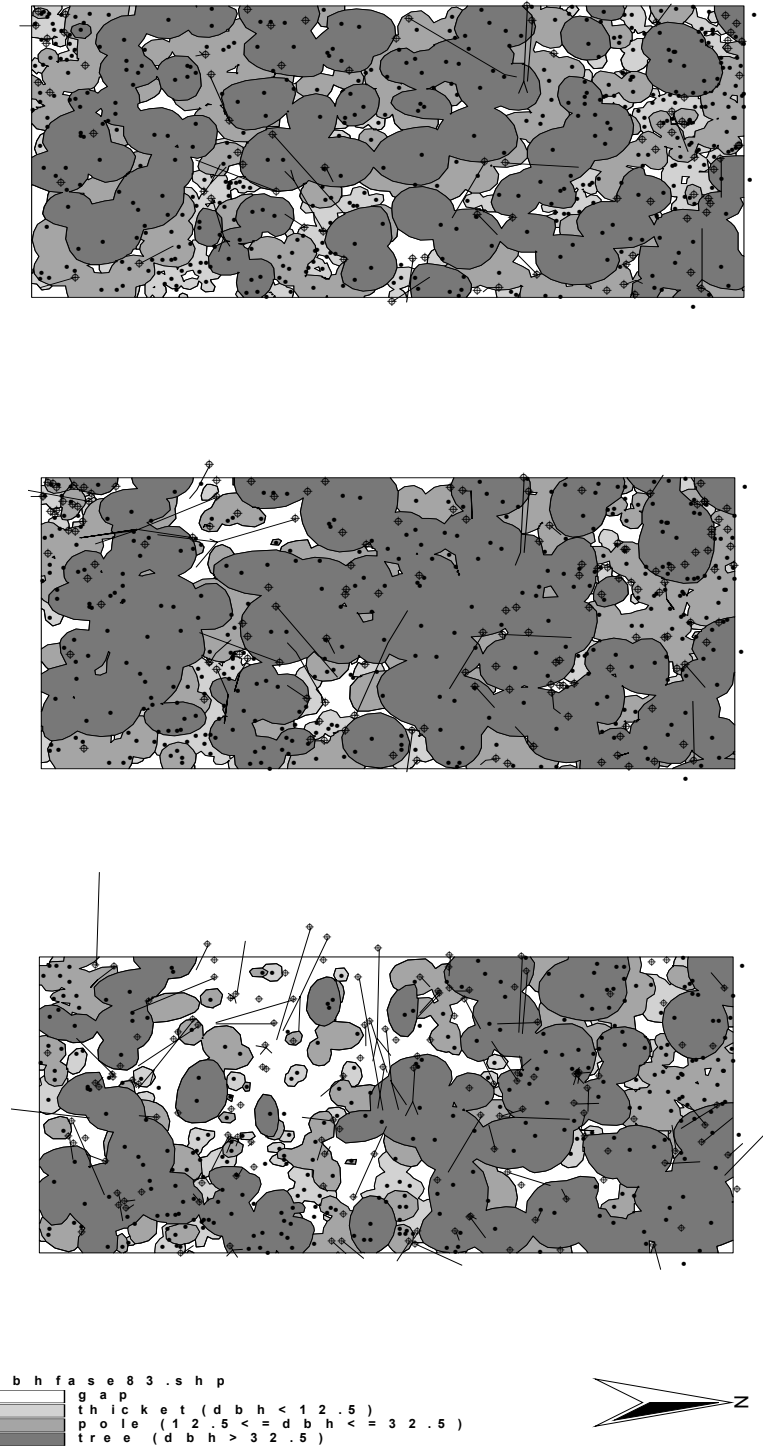 bhfase83.shp
gap
thicket (dbh < 12.5)
pole (12.5 <= dbh <= 32.5)
tree (dbh > 32.5)
N